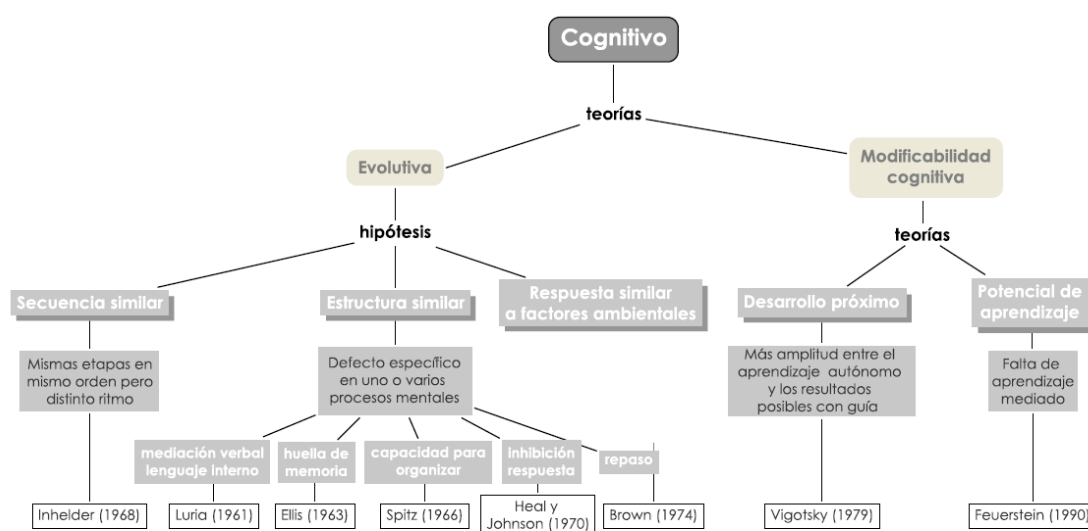 Cognitivo
teorías
Evolutiva
Modificabilidad
cognitiva
hipótesis
teorías
Secuencia similar
Estructura similar
Respuesta similar
a factores ambientales
Desarrollo próximo
Potencial de
aprendizaje
Mismas etapas en
mismo orden pero
distinto ritmo
Defecto específico
en uno o varios
procesos mentales
Más amplitud entre el
aprendizaje autónomo
y los resultados
posibles con guía
Falta de
aprendizaje
mediado
mediación verbal
lenguaje interno
huella de
memoria
capacidad para
organizar
inhibición
respuesta
repaso
Inhelder (1968)
Luria (1961)
Ellis (1963)
Spitz (1966)
Heal y
Johnson (1970)
Brown (1974)
Vigotsky (1979)
Feuerstein (1990)